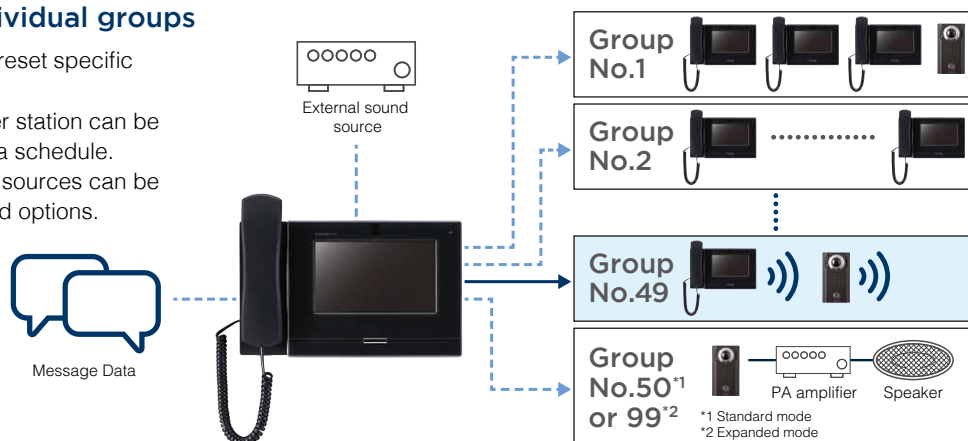 ividual groups
reset specific
er station can be
a schedule.
sources can be
d options.
External sound
source
Message Data
Group
No.1
Group
No.2
Group
No.49
Group
No.50*1
or 99*2
PA amplifier
Speaker
*1 Standard mode
*2 Expanded mode